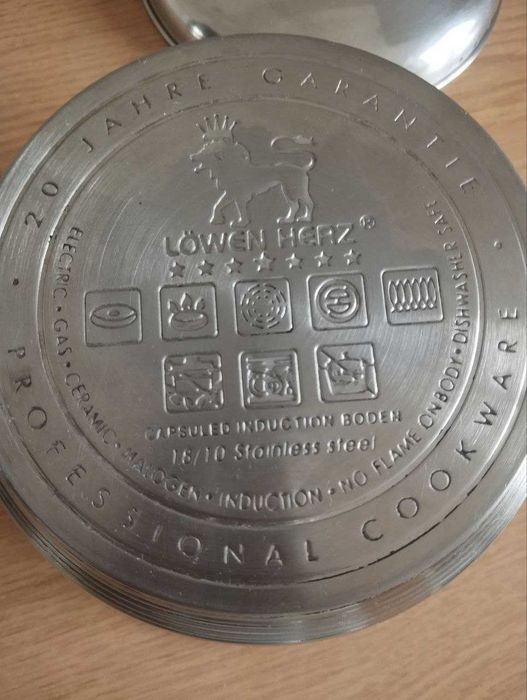 20 JAHRE GARANTIE
LÖWEN HERZ®
CAPSULED INDUCTION BODEN
18/10 Stainless steel
ELECTRIC • GAS • CERAMIC • HALOGEN • INDUCTION • NO FLAME ON BODY • DISHWASHER SAFE
• PROFESSIONAL COOKWARE •